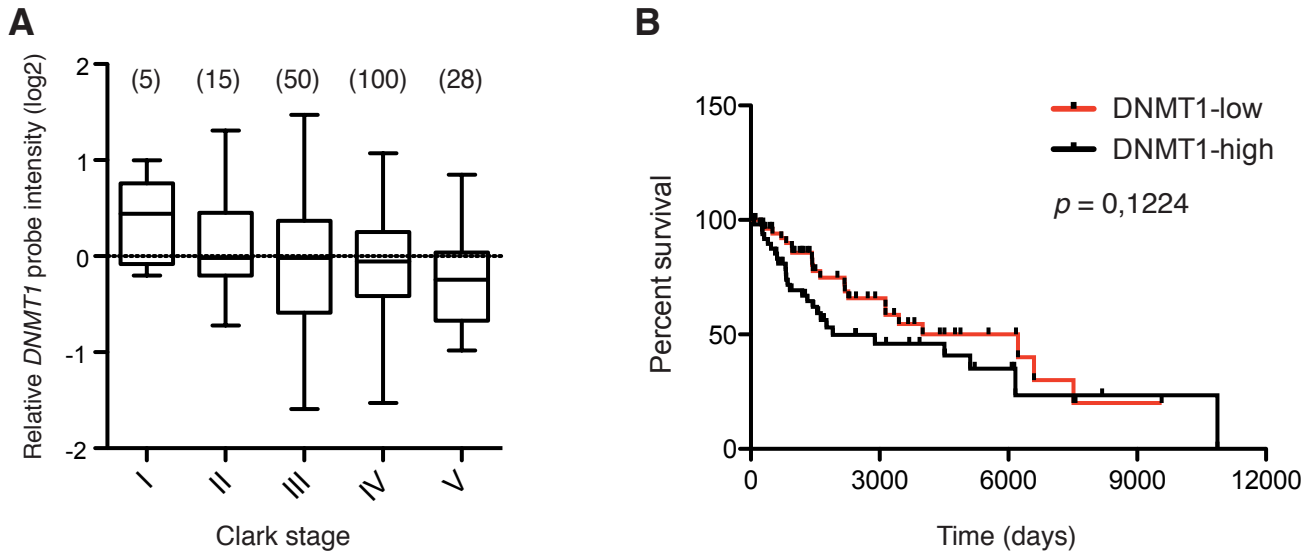 A
Relative DNMT1 probe intensity (log2)
2
1
0
-1
-2
(5) (15) (50) (100) (28)
I II III IV V
Clark stage
B
Percent survival
150
100
50
0
0 3000 6000 9000 12000
Time (days)
DNMT1-low
DNMT1-high
p = 0,1224